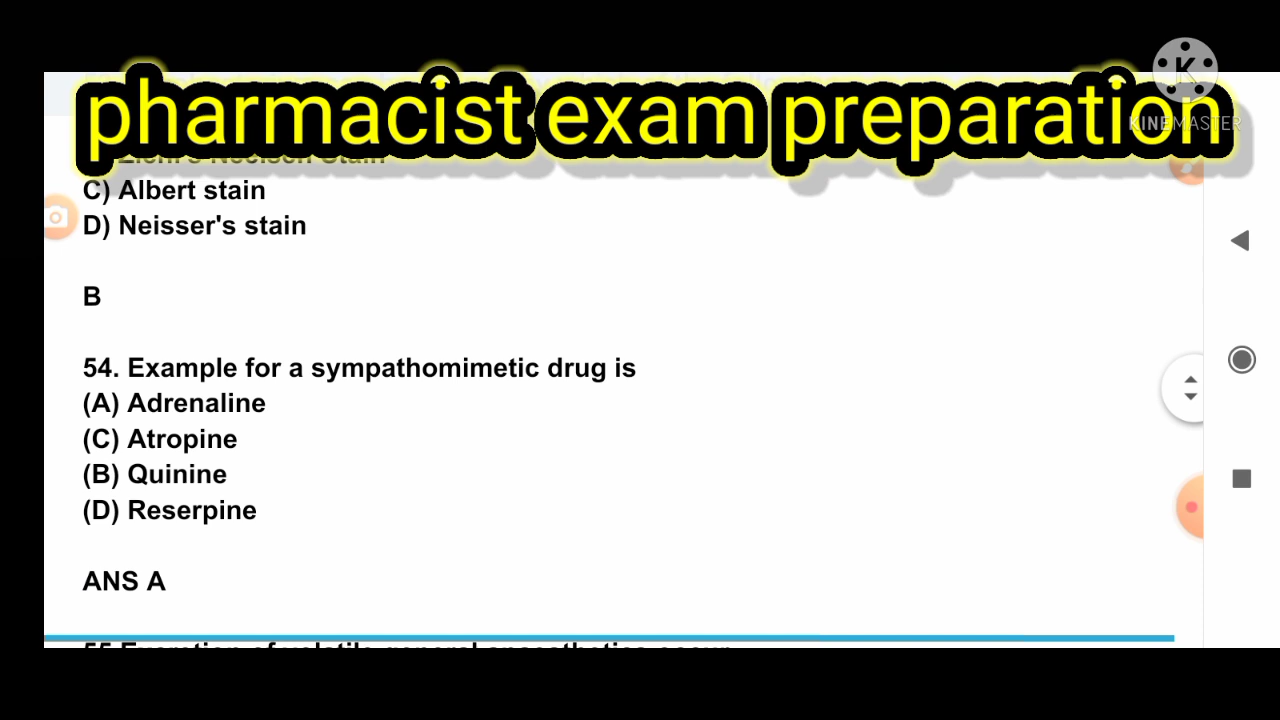 pharmacist exam preparation
KINEMASTER
C) Albert stain
D) Neisser's stain
B
54. Example for a sympathomimetic drug is
(A) Adrenaline
(C) Atropine
(B) Quinine
(D) Reserpine
ANS A